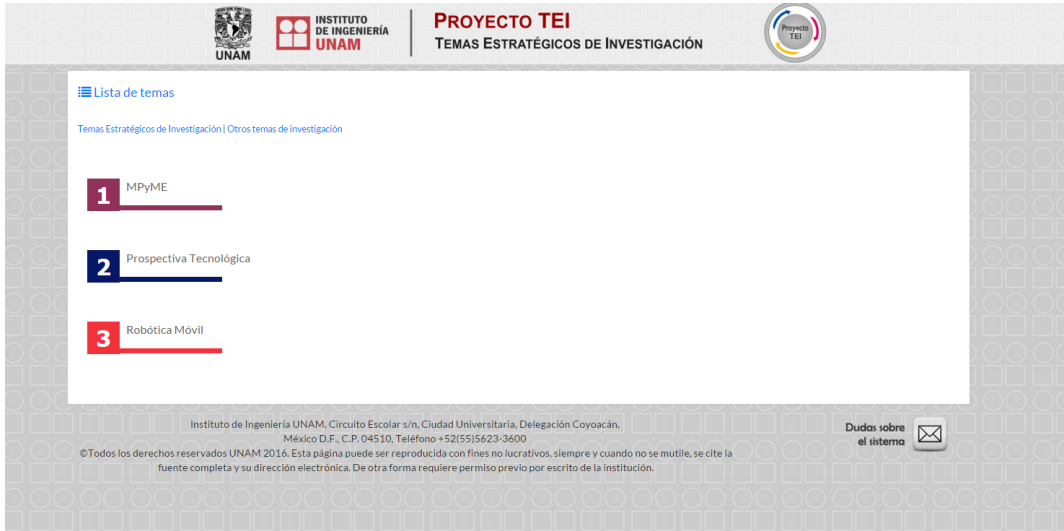 UNAM
INSTITUTO
DE INGENIERÍA
UNAM
PROYECTO TEI
TEMAS ESTRATÉGICOS DE INVESTIGACIÓN
Proyecto
TEI
Lista de temas
Temas Estratégicos de Investigación | Otros temas de investigación
1 MPyME
2 Prospectiva Tecnológica
3 Robótica Móvil
Instituto de Ingeniería UNAM, Circuito Escolar s/n, Ciudad Universitaria, Delegación Coyoacán,
México D.F., C.P. 04510, Teléfono +52(55)5623-3600
©Todos los derechos reservados UNAM 2016. Esta página puede ser reproducida con fines no lucrativos, siempre y cuando no se mutile, se cite la
fuente completa y su dirección electrónica. De otra forma requiere permiso previo por escrito de la institución.
Dudas sobre
el sistema